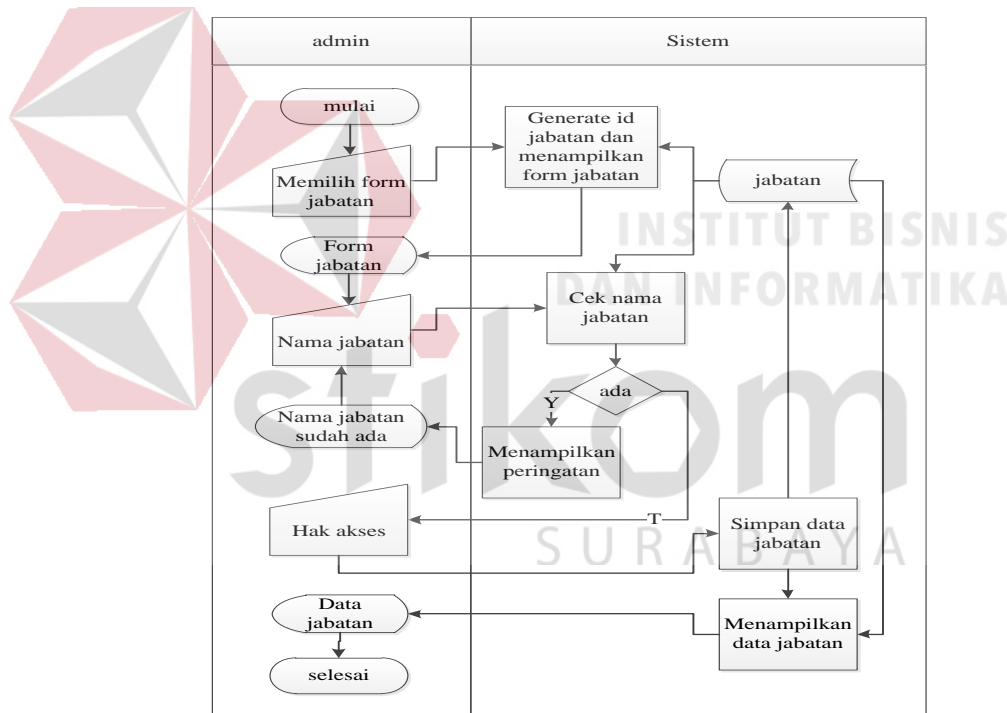 admin
Sistem
mulai
Generate id
jabatan dan
menampilkan
form jabatan
Memilih form
jabatan
jabatan
INSTITUT BISNIS
DAN INFORMATIKA
Form
jabatan
Cek nama
jabatan
Nama jabatan
stikom
ada
Y
Nama jabatan
sudah ada
Menampilkan
peringatan
Hak akses
T
Simpan data
jabatan
SURABAYA
Data
jabatan
Menampilkan
data jabatan
selesai